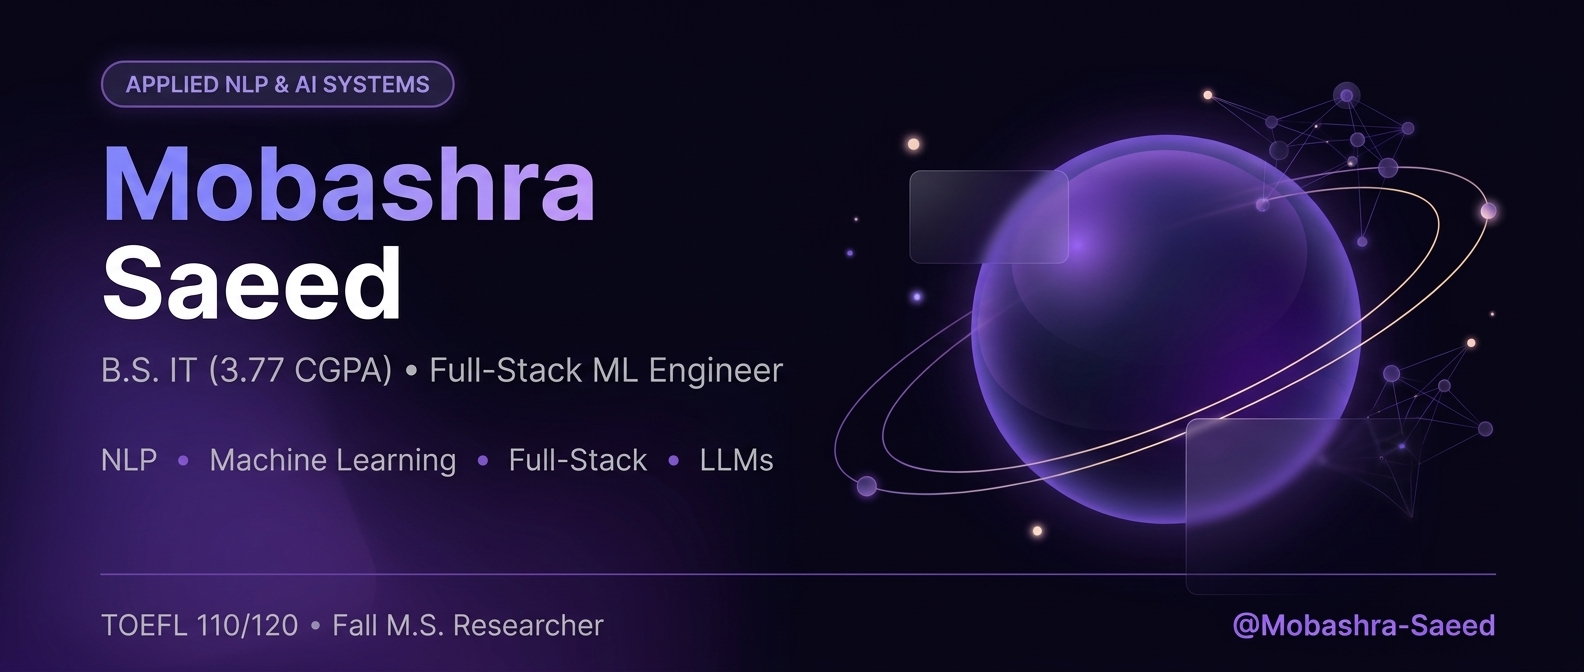 APPLIED NLP & AI SYSTEMS
Mobashra
Saeed
B.S. IT (3.77 CGPA) • Full-Stack ML Engineer
NLP • Machine Learning • Full-Stack • LLMs
TOEFL 110/120 • Fall M.S. Researcher
@Mobashra-Saeed